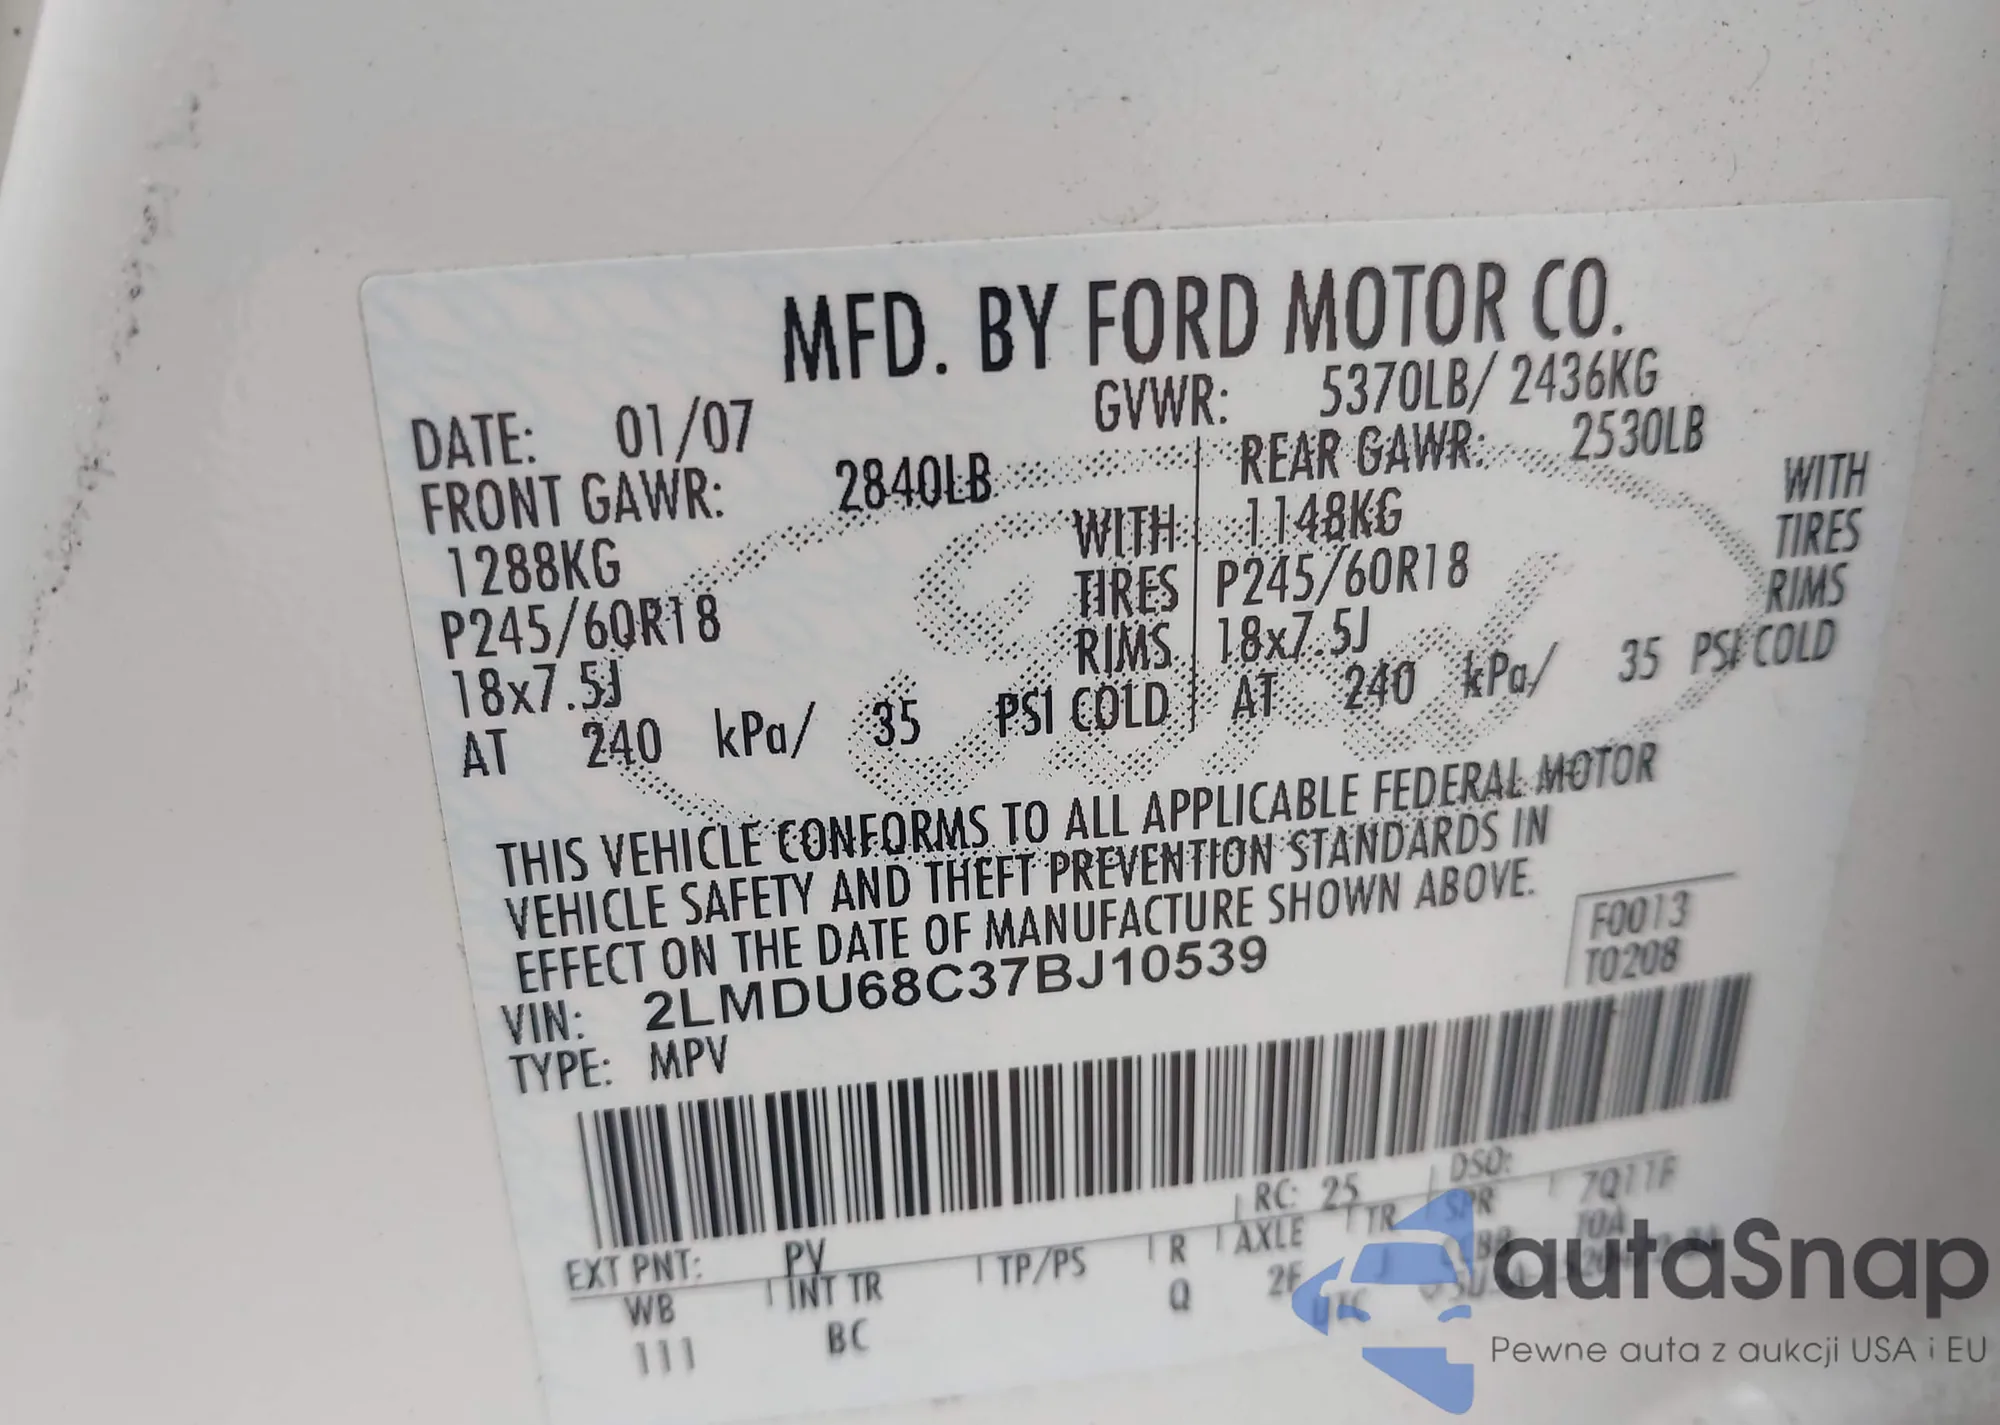 MFD. BY FORD MOTOR CO.
DATE: 01/07 GVWR: 5370LB/ 2436KG
FRONT GAWR: 2840LB REAR GAWR: 2530LB
1288KG WITH 1148KG WITH
P245/60R18 TIRES P245/60R18 TIRES
18x7.5J RIMS 18x7.5J RIMS
AT 240 kPa/ 35 PSI COLD AT 240 kPa/ 35 PSI COLD
THIS VEHICLE CONFORMS TO ALL APPLICABLE FEDERAL MOTOR
VEHICLE SAFETY AND THEFT PREVENTION STANDARDS IN
EFFECT ON THE DATE OF MANUFACTURE SHOWN ABOVE.
F0013
T0208
VIN: 2LMDU68C37BJ10539
TYPE: MPV
EXT PNT: PV RC: 25 DSO:
WB INT TR TP/PS R AXLE TR SPR
111 BC Q J
autaSnap
Pewne auta z aukcji USA i EU